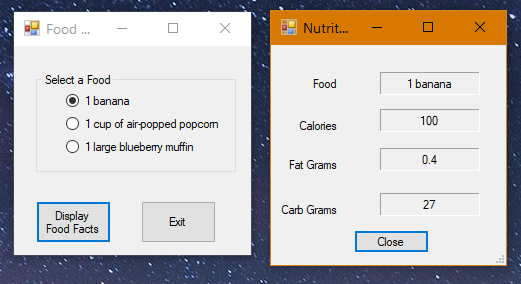 Food ...
Select a Food
1 banana
1 cup of air-popped popcorn
1 large blueberry muffin
Display
Food Facts
Exit
Nutrit...
Food 1 banana
Calories 100
Fat Grams 0.4
Carb Grams 27
Close